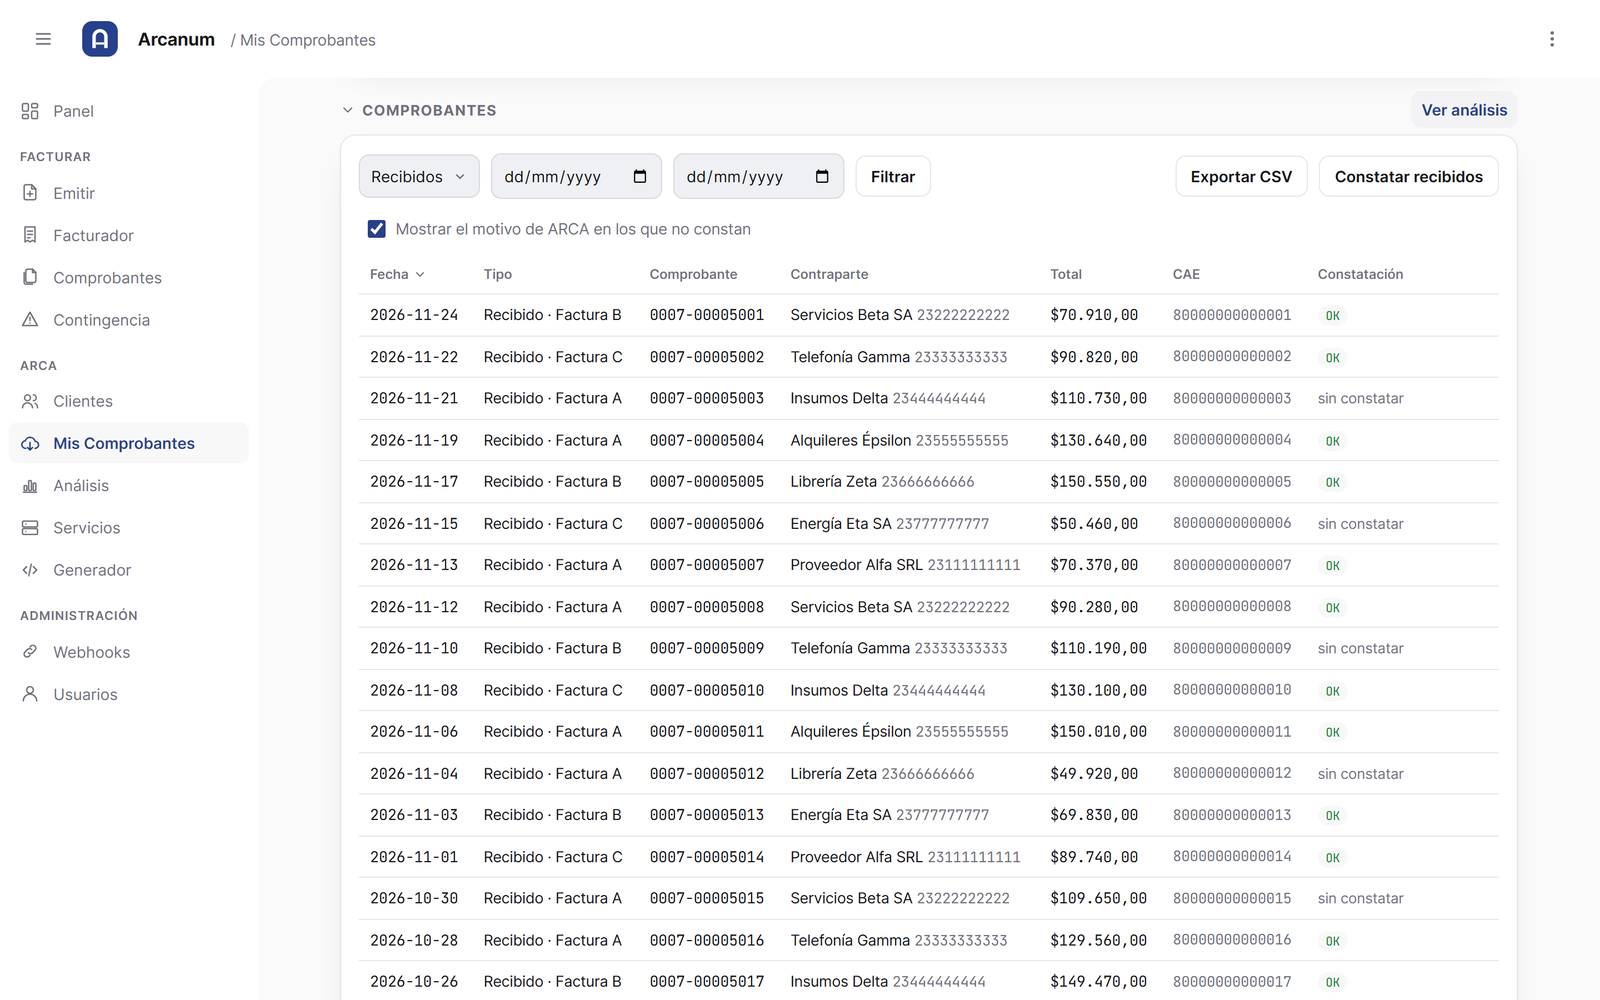 Arcanum / Mis Comprobantes
Panel
FACTURAR
Emitir
Facturador
Comprobantes
Contingencia
ARCA
Clientes
Mis Comprobantes
Análisis
Servicios
Generador
ADMINISTRACIÓN
Webhooks
Usuarios
COMPROBANTES
Ver análisis
Recibidos dd/mm/yyyy dd/mm/yyyy Filtrar Exportar CSV Constatar recibidos
Mostrar el motivo de ARCA en los que no constan
Fecha Tipo Comprobante Contraparte Total CAE Constatación
2026-11-24 Recibido · Factura B 0007-00005001 Servicios Beta SA 23222222222 $70.910,00 80000000000001 OK
2026-11-22 Recibido · Factura C 0007-00005002 Telefonía Gamma 23333333333 $90.820,00 80000000000002 OK
2026-11-21 Recibido · Factura A 0007-00005003 Insumos Delta 23444444444 $110.730,00 80000000000003 sin constatar
2026-11-19 Recibido · Factura A 0007-00005004 Alquileres Épsilon 23555555555 $130.640,00 80000000000004 OK
2026-11-17 Recibido · Factura B 0007-00005005 Librería Zeta 23666666666 $150.550,00 80000000000005 OK
2026-11-15 Recibido · Factura C 0007-00005006 Energía Eta SA 23777777777 $50.460,00 80000000000006 sin constatar
2026-11-13 Recibido · Factura A 0007-00005007 Proveedor Alfa SRL 23111111111 $70.370,00 80000000000007 OK
2026-11-12 Recibido · Factura A 0007-00005008 Servicios Beta SA 23222222222 $90.280,00 80000000000008 OK
2026-11-10 Recibido · Factura B 0007-00005009 Telefonía Gamma 23333333333 $110.190,00 80000000000009 sin constatar
2026-11-08 Recibido · Factura C 0007-00005010 Insumos Delta 23444444444 $130.100,00 80000000000010 OK
2026-11-06 Recibido · Factura A 0007-00005011 Alquileres Épsilon 23555555555 $150.010,00 80000000000011 OK
2026-11-04 Recibido · Factura A 0007-00005012 Librería Zeta 23666666666 $49.920,00 80000000000012 sin constatar
2026-11-03 Recibido · Factura B 0007-00005013 Energía Eta SA 23777777777 $69.830,00 80000000000013 OK
2026-11-01 Recibido · Factura C 0007-00005014 Proveedor Alfa SRL 23111111111 $89.740,00 80000000000014 OK
2026-10-30 Recibido · Factura A 0007-00005015 Servicios Beta SA 23222222222 $109.650,00 80000000000015 sin constatar
2026-10-28 Recibido · Factura A 0007-00005016 Telefonía Gamma 23333333333 $129.560,00 80000000000016 OK
2026-10-26 Recibido · Factura B 0007-00005017 Insumos Delta 23444444444 $149.470,00 80000000000017 OK